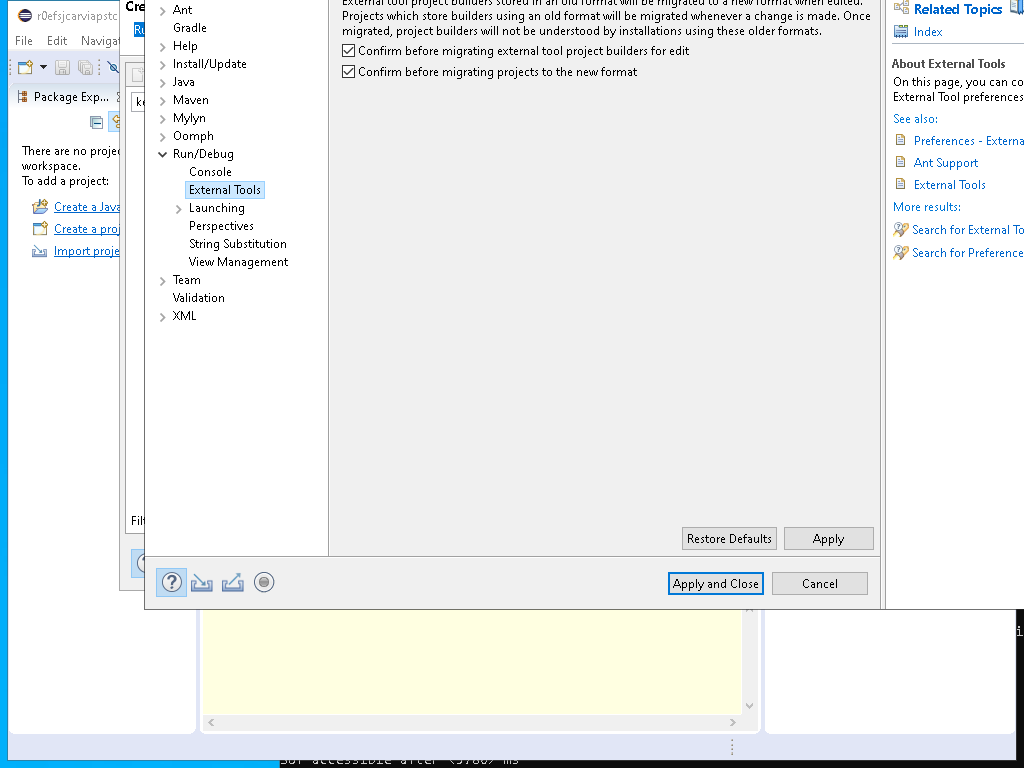 r0efsjcarviapstc
File Edit Navigat
Package Exp...
There are no projec
workspace.
To add a project:
Create a Java
Create a proj
Import proje
Cre
Ru
ke
Filt
Ant
Gradle
Help
Install/Update
Java
Maven
Mylyn
Oomph
Run/Debug
Console
External Tools
Launching
Perspectives
String Substitution
View Management
Team
Validation
XML
External tool project builders stored in an old format will be migrated to a new format when edited.
Projects which store builders using an old format will be migrated whenever a change is made. Once
migrated, project builders will not be understood by installations using these older formats.
Confirm before migrating external tool project builders for edit
Confirm before migrating projects to the new format
Restore Defaults
Apply
Apply and Close
Cancel
Related Topics
Index
About External Tools
On this page, you can co
External Tool preferences
See also:
Preferences - Externa
Ant Support
External Tools
More results:
Search for External To
Search for Preference
i
not accessible after <5780> ms